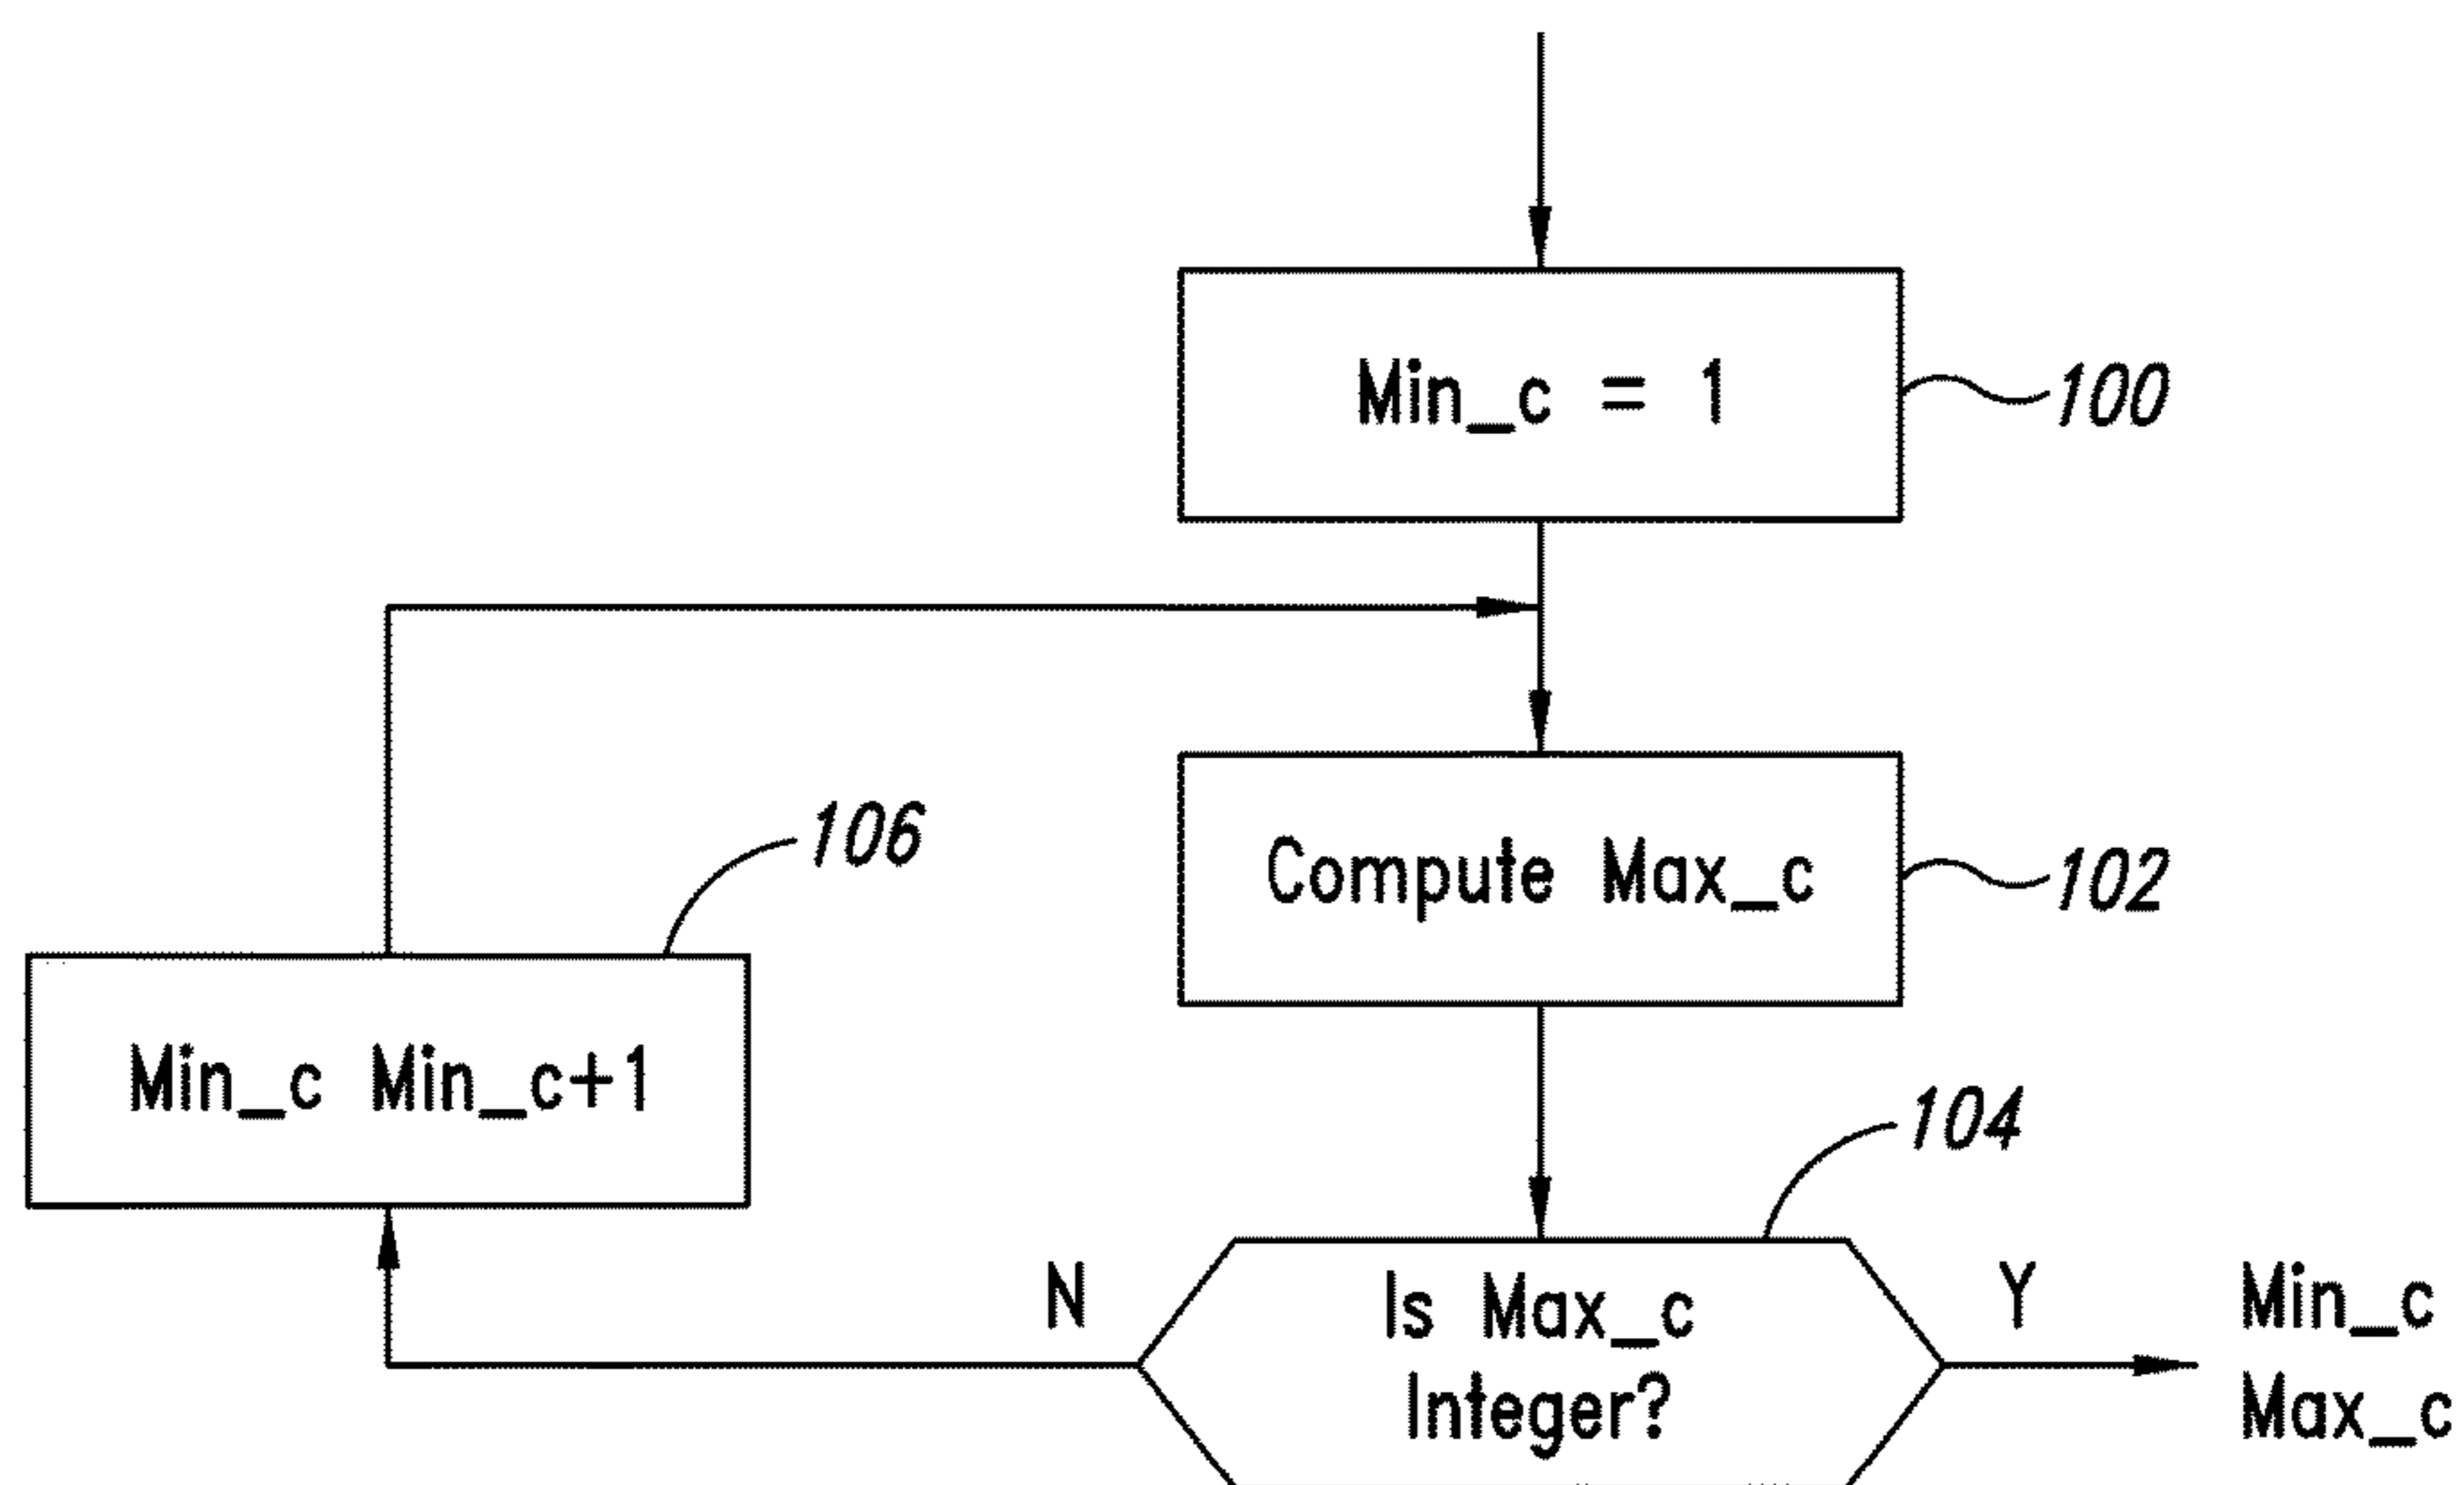 Min_c = 1
100
Compute Max_c
102
106
Min_c Min_c+1
104
N
Is Max_c
Integer?
Y
Min_c
Max_c